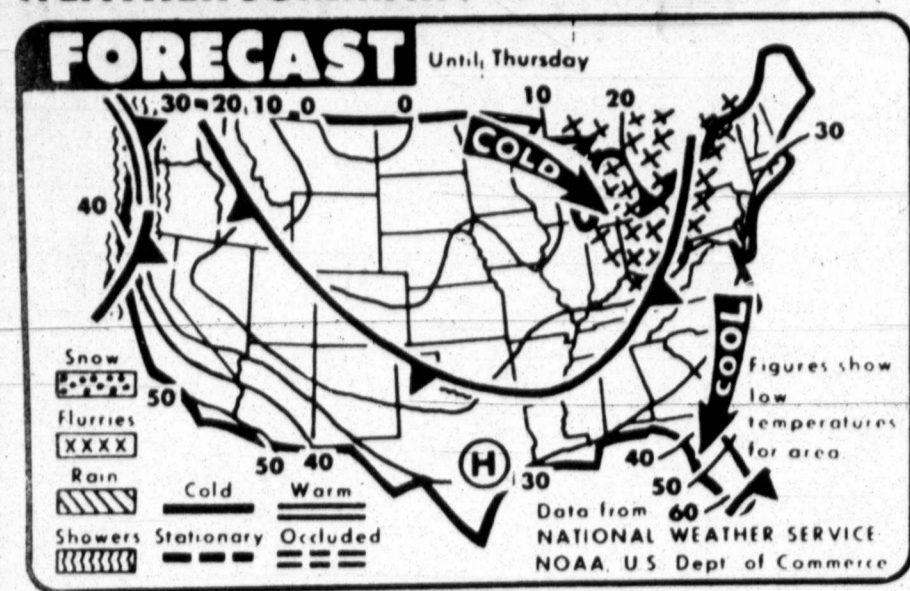 FORECAST
Until Thursday
30 20 10 0 0 10 20
30
COLD
40
COOL
Snow
Figures show
low
temperatures
for area.
50
Flurries
XXXX
50 40
H
30
40
50
60
Rain
Cold Warm
Data from
Showers Stationary Occluded
NATIONAL WEATHER SERVICE
NOAA, U.S. Dept of Commerce